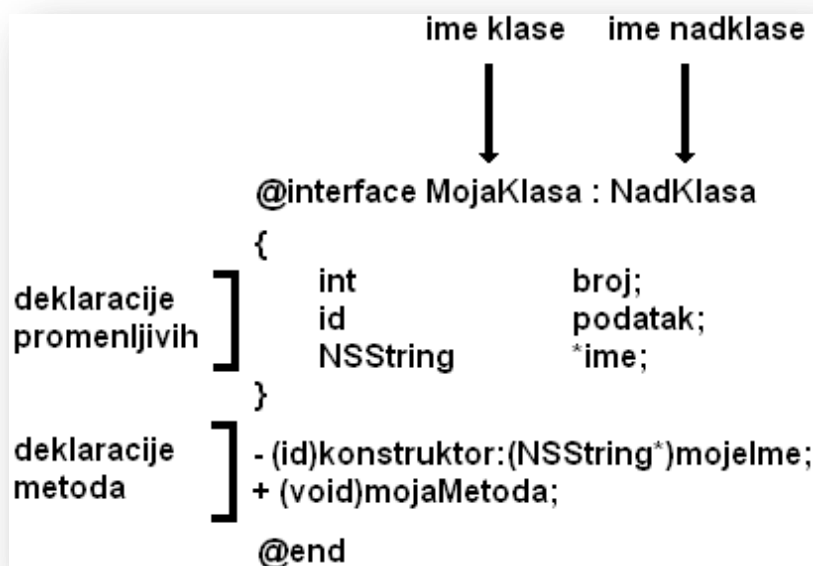 ime klase ime nadklase
@interface MojaKlasa : NadKlasa
{
deklaracije
promenljivih
int broj;
id podatak;
NSString *ime;
}
deklaracije
metoda
- (id)konstruktor:(NSString*)mojeIme;
+ (void)mojaMetoda;
@end